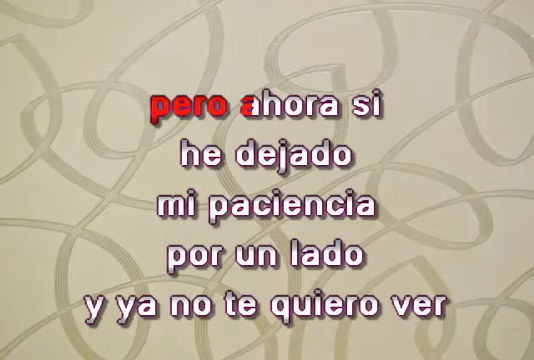 pero ahora si
he dejado
mi paciencia
por un lado
y ya no te quiero ver